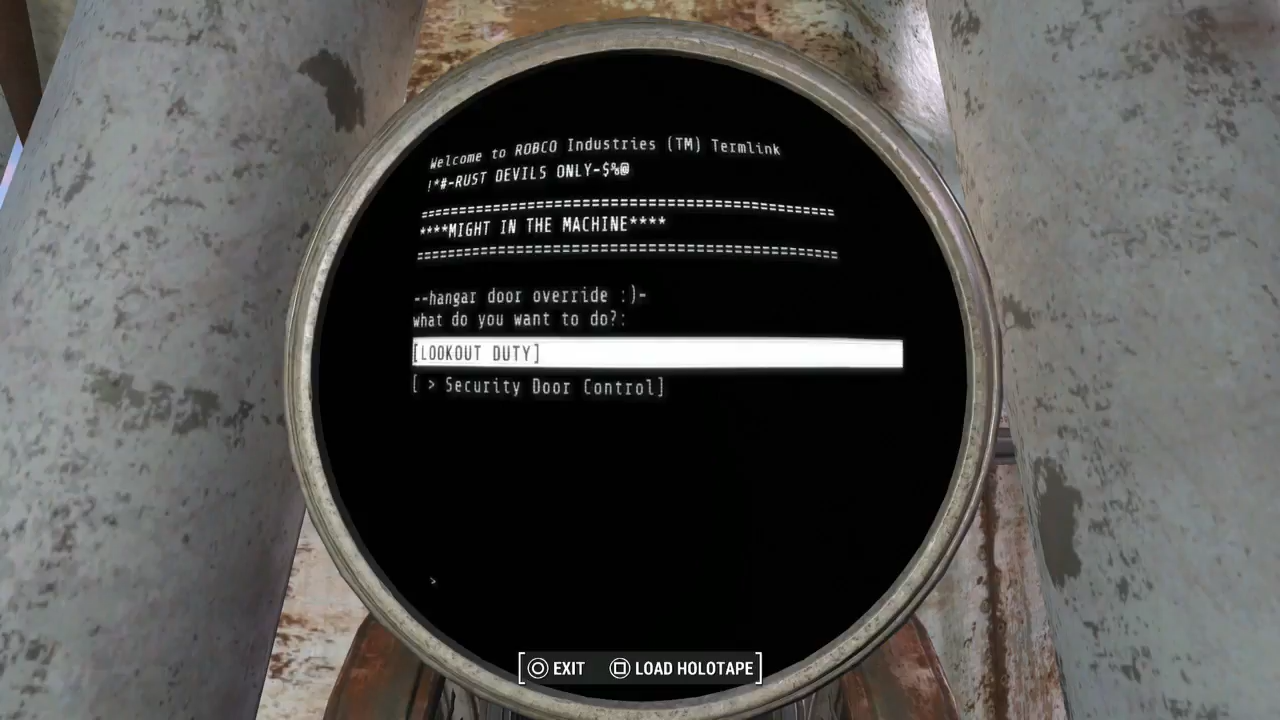 Welcome to ROBCO Industries (TM) Termlink
!*#-RUST DEVILS ONLY-$%@
==========================================================
****MIGHT IN THE MACHINE****
==========================================================
--hangar door override :)-
what do you want to do?:
[LOOKOUT DUTY]
[ > Security Door Control]
>
[ EXIT LOAD HOLOTAPE ]